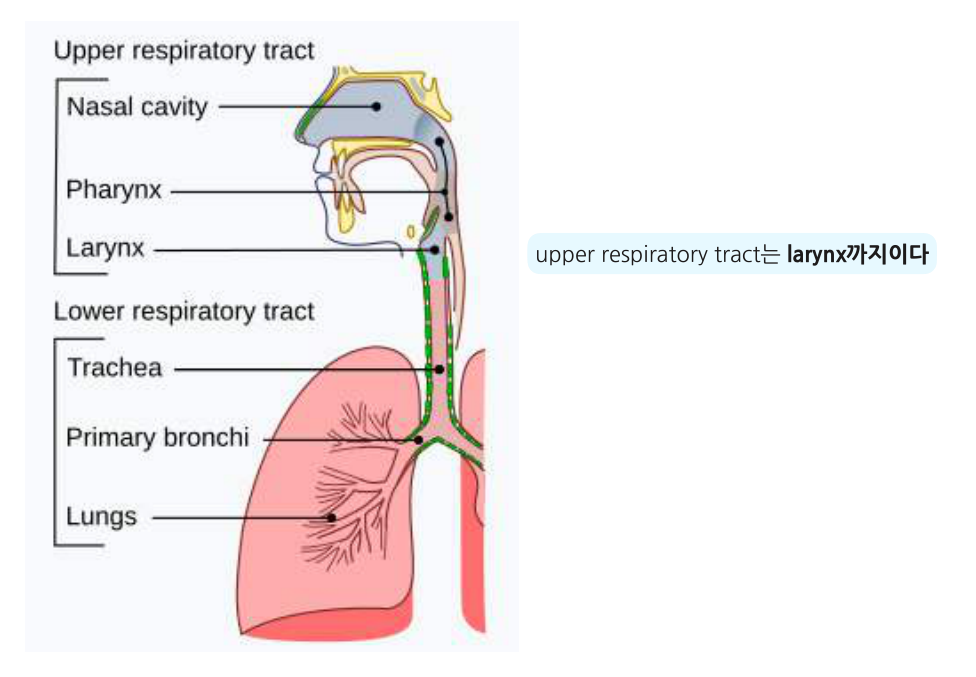 Upper respiratory tract
Nasal cavity
Pharynx
Larynx
upper respiratory tract는 larynx까지이다
Lower respiratory tract
Trachea
Primary bronchi
Lungs